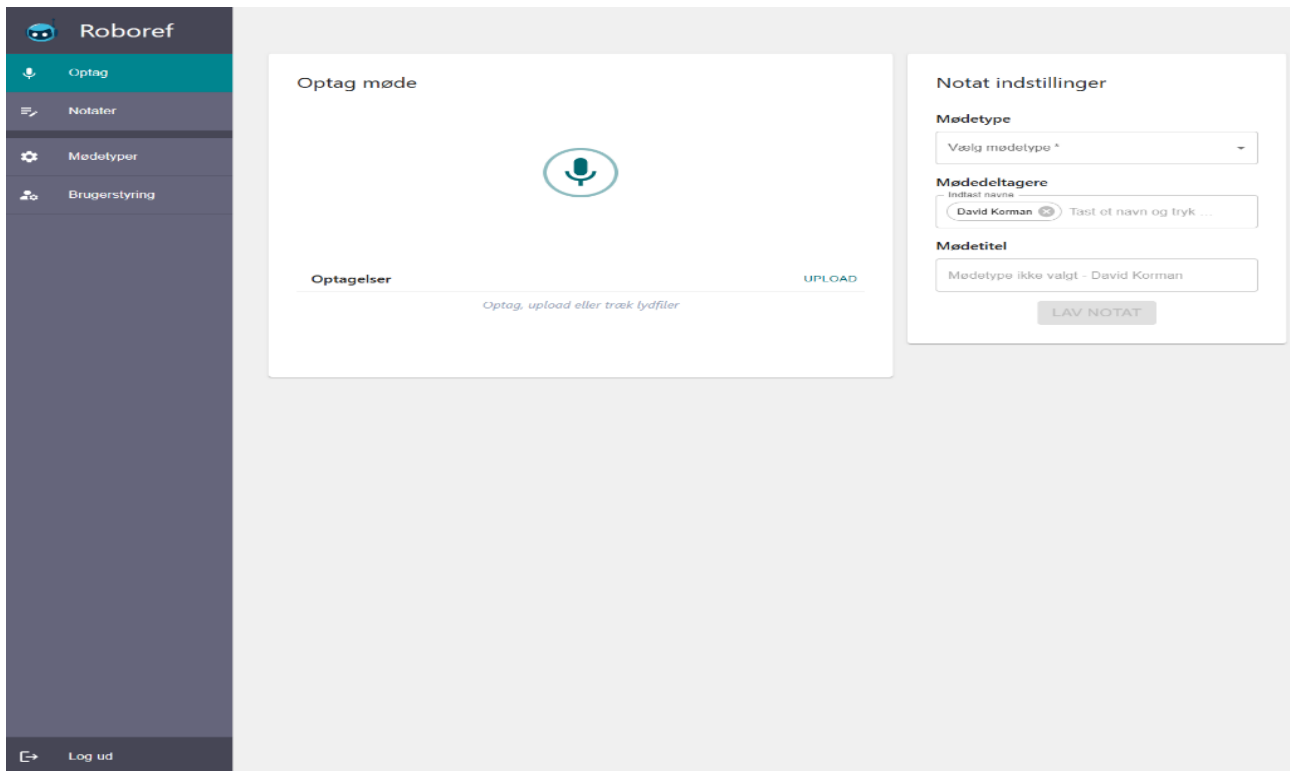 Roboref
Optag
Notater
Mødetyper
Brugerstyring
Log ud
Optag møde
Optagelser
UPLOAD
Optag, upload eller træk lydfiler
Notat indstillinger
Mødetype
Vælg mødetype *
Mødedeltagere
Indtast navne
David Korman Tast et navn og tryk ...
Mødetitel
Mødetype ikke valgt - David Korman
LAV NOTAT